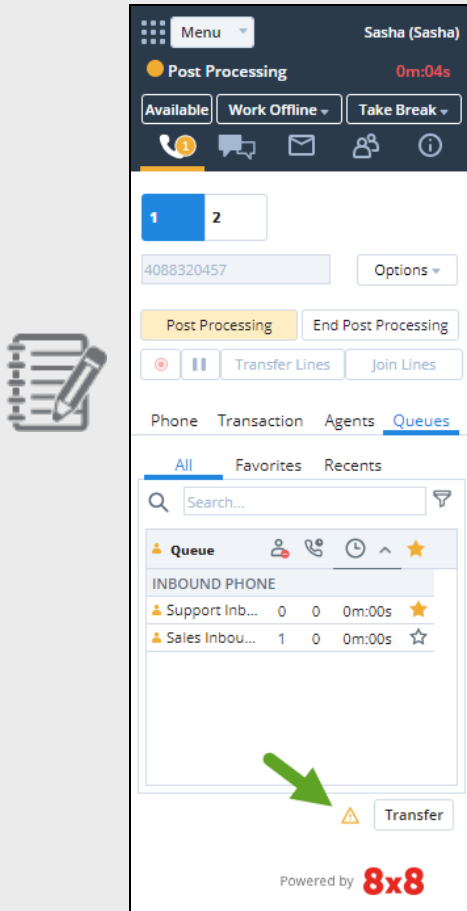 Menu Sasha (Sasha)
Post Processing 0m:04s
Available Work Offline Take Break
1
1 2
4088320457 Options
Post Processing End Post Processing
Transfer Lines Join Lines
Phone Transaction Agents Queues
All Favorites Recents
Search...
Queue
INBOUND PHONE
Support Inb... 0 0 0m:00s
Sales Inbou... 1 0 0m:00s
Transfer
Powered by 8x8